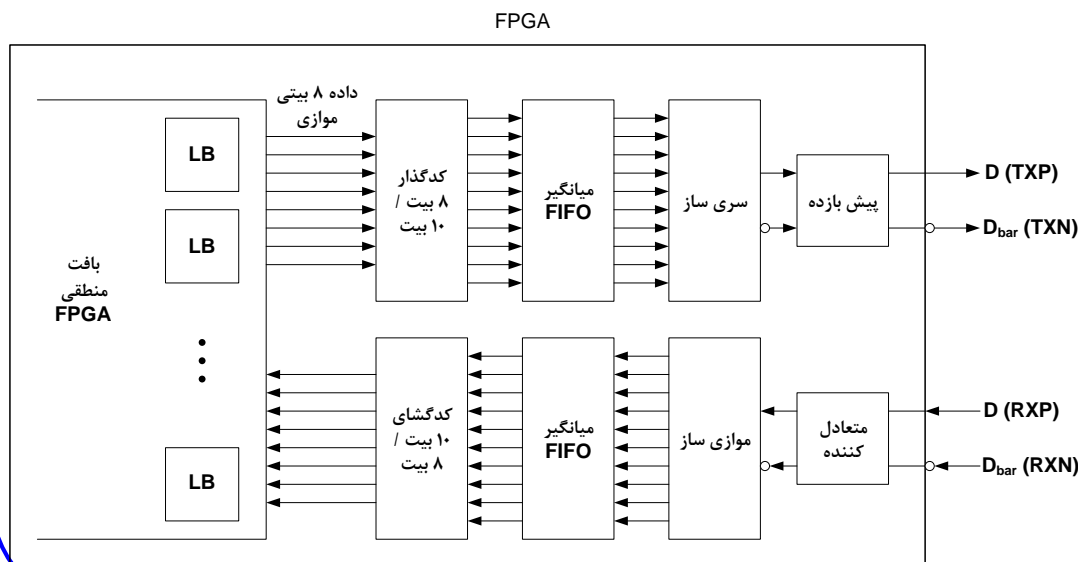 FPGA
داده ۸ بیتی
موازی
LB
LB
LB
بافت
منطقی
FPGA
کدگذار
۸ بیت /
۱۰ بیت
میانگیر
FIFO
سری ساز
پیش بازده
D (TXP)
Dbar (TXN)
کدگشای
۱۰ بیت /
۸ بیت
میانگیر
FIFO
موازی ساز
متعادل
کننده
D (RXP)
Dbar (RXN)